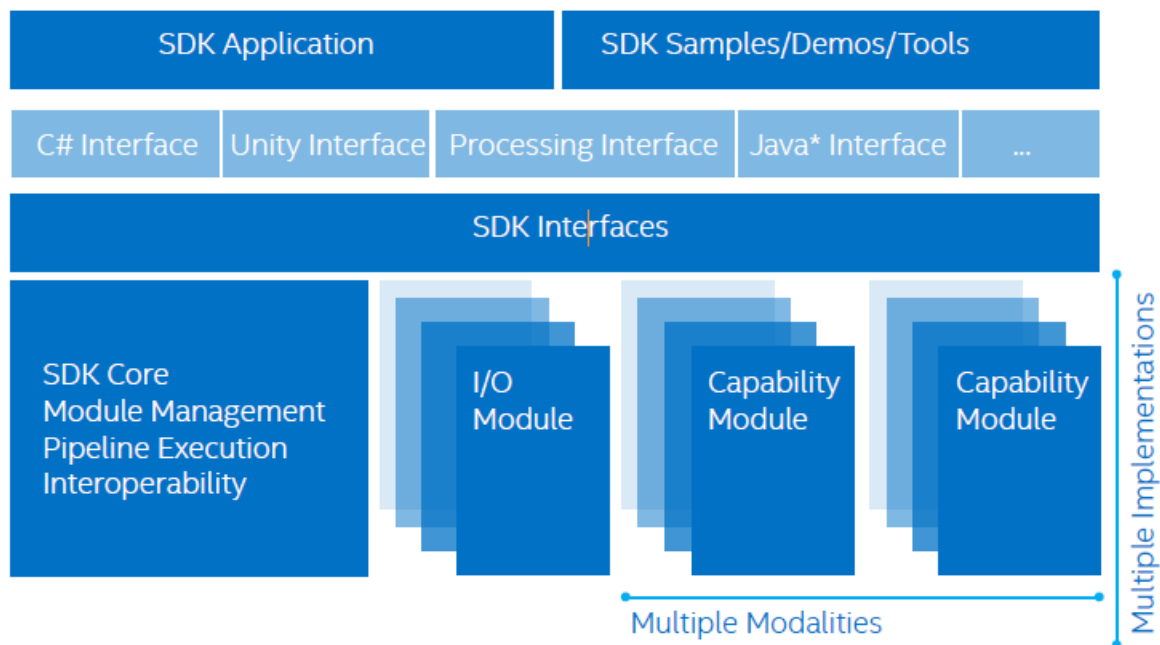 SDK Application
SDK Samples/Demos/Tools
C# Interface
Unity Interface
Processing Interface
Java* Interface
...
SDK Interfaces
SDK Core
Module Management
Pipeline Execution
Interoperability
I/O
Module
Capability
Module
Capability
Module
Multiple Modalities
Multiple Implementations